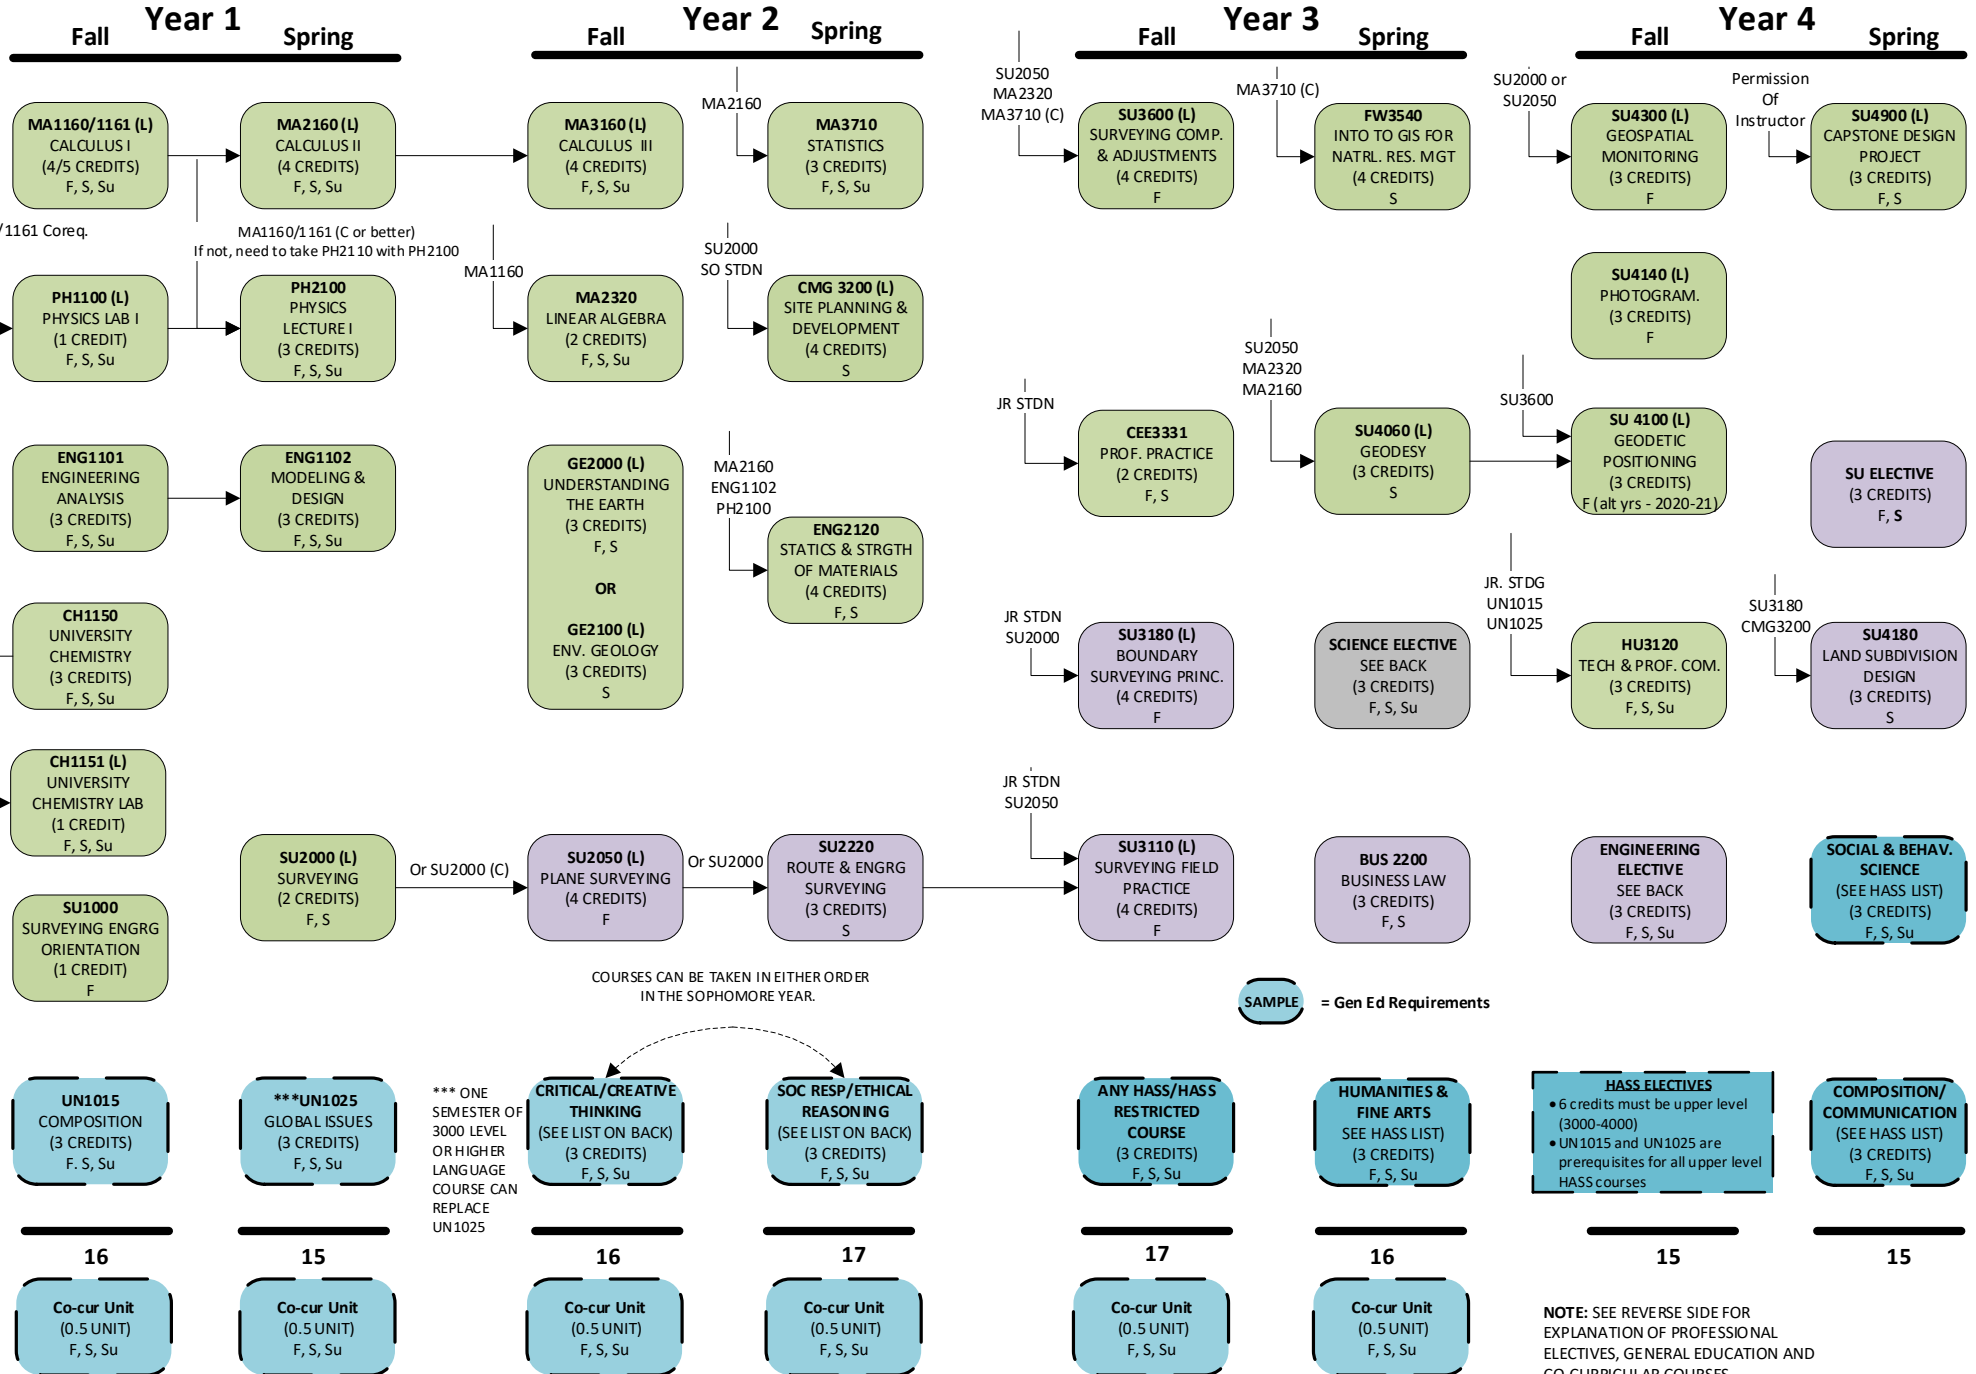 Year 1
Fall
Spring
Year 2
Fall
Spring
Year 3
Fall
Spring
Year 4
Fall
Spring
MA1160/1161 (L)
CALCULUS I
(4/5 CREDITS)
F, S, Su
MA2160 (L)
CALCULUS II
(4 CREDITS)
F, S, Su
MA3160 (L)
CALCULUS III
(4 CREDITS)
F, S, Su
MA2160
MA3710
STATISTICS
(3 CREDITS)
F, S, Su
SU2050
MA2320
MA3710 (C)
SU3600 (L)
SURVEYING COMP.
& ADJUSTMENTS
(4 CREDITS)
F
MA3710 (C)
FW3540
INTO TO GIS FOR
NATRL. RES. MGT
(4 CREDITS)
S
SU2000 or
SU2050
SU4300 (L)
GEOSPATIAL
MONITORING
(3 CREDITS)
F
Permission
Of
Instructor
SU4900 (L)
CAPSTONE DESIGN
PROJECT
(3 CREDITS)
F, S
/1161 Coreq.
MA1160/1161 (C or better)
If not, need to take PH2110 with PH2100
PH1100 (L)
PHYSICS LAB I
(1 CREDIT)
F, S, Su
PH2100
PHYSICS
LECTURE I
(3 CREDITS)
F, S, Su
MA1160
MA2320
LINEAR ALGEBRA
(2 CREDITS)
F, S, Su
SU2000
SO STDN
CMG 3200 (L)
SITE PLANNING &
DEVELOPMENT
(4 CREDITS)
S
SU4140 (L)
PHOTOGRAM.
(3 CREDITS)
F
ENG1101
ENGINEERING
ANALYSIS
(3 CREDITS)
F, S, Su
ENG1102
MODELING &
DESIGN
(3 CREDITS)
F, S, Su
GE2000 (L)
UNDERSTANDING
THE EARTH
(3 CREDITS)
F, S
OR
GE2100 (L)
ENV. GEOLOGY
(3 CREDITS)
S
MA2160
ENG1102
PH2100
ENG2120
STATICS & STRGTH
OF MATERIALS
(4 CREDITS)
F, S
JR STDN
CEE3331
PROF. PRACTICE
(2 CREDITS)
F, S
SU2050
MA2320
MA2160
SU4060 (L)
GEODESY
(3 CREDITS)
S
SU3600
SU 4100 (L)
GEODETIC
POSITIONING
(3 CREDITS)
F (alt yrs - 2020-21)
SU ELECTIVE
(3 CREDITS)
F, S
CH1150
UNIVERSITY
CHEMISTRY
(3 CREDITS)
F, S, Su
JR STDN
SU2000
SU3180 (L)
BOUNDARY
SURVEYING PRINC.
(4 CREDITS)
F
SCIENCE ELECTIVE
SEE BACK
(3 CREDITS)
F, S, Su
JR. STDG
UN1015
UN1025
HU3120
TECH & PROF. COM.
(3 CREDITS)
F, S, Su
SU3180
CMG3200
SU4180
LAND SUBDIVISION
DESIGN
(3 CREDITS)
S
CH1151 (L)
UNIVERSITY
CHEMISTRY LAB
(1 CREDIT)
F, S, Su
SU1000
SURVEYING ENGRG
ORIENTATION
(1 CREDIT)
F
SU2000 (L)
SURVEYING
(2 CREDITS)
F, S
Or SU2000 (C)
SU2050 (L)
PLANE SURVEYING
(4 CREDITS)
F
Or SU2000
SU2220
ROUTE & ENGRG
SURVEYING
(3 CREDITS)
S
JR STDN
SU2050
SU3110 (L)
SURVEYING FIELD
PRACTICE
(4 CREDITS)
F
BUS 2200
BUSINESS LAW
(3 CREDITS)
F, S
ENGINEERING
ELECTIVE
SEE BACK
(3 CREDITS)
F, S, Su
SOCIAL & BEHAV.
SCIENCE
(SEE HASS LIST)
(3 CREDITS)
F, S, Su
COURSES CAN BE TAKEN IN EITHER ORDER
IN THE SOPHOMORE YEAR.
SAMPLE
= Gen Ed Requirements
UN1015
COMPOSITION
(3 CREDITS)
F. S, Su
***UN1025
GLOBAL ISSUES
(3 CREDITS)
F, S, Su
*** ONE
SEMESTER OF
3000 LEVEL
OR HIGHER
LANGUAGE
COURSE CAN
REPLACE
UN1025
CRITICAL/CREATIVE
THINKING
(SEE LIST ON BACK)
(3 CREDITS)
F, S, Su
SOC RESP/ETHICAL
REASONING
(SEE LIST ON BACK)
(3 CREDITS)
F, S, Su
ANY HASS/HASS
RESTRICTED
COURSE
(3 CREDITS)
F, S, Su
HUMANITIES &
FINE ARTS
SEE HASS LIST)
(3 CREDITS)
F, S, Su
HASS ELECTIVES
• 6 credits must be upper level
(3000-4000)
• UN1015 and UN1025 are
prerequisites for all upper level
HASS courses
COMPOSITION/
COMMUNICATION
(SEE HASS LIST)
(3 CREDITS)
F, S, Su
16
15
16
17
17
16
15
15
Co-cur Unit
(0.5 UNIT)
F, S, Su
Co-cur Unit
(0.5 UNIT)
F, S, Su
Co-cur Unit
(0.5 UNIT)
F, S, Su
Co-cur Unit
(0.5 UNIT)
F, S, Su
Co-cur Unit
(0.5 UNIT)
F, S, Su
Co-cur Unit
(0.5 UNIT)
F, S, Su
NOTE: SEE REVERSE SIDE FOR
EXPLANATION OF PROFESSIONAL
ELECTIVES, GENERAL EDUCATION AND
CO-CURRICULAR COURSES